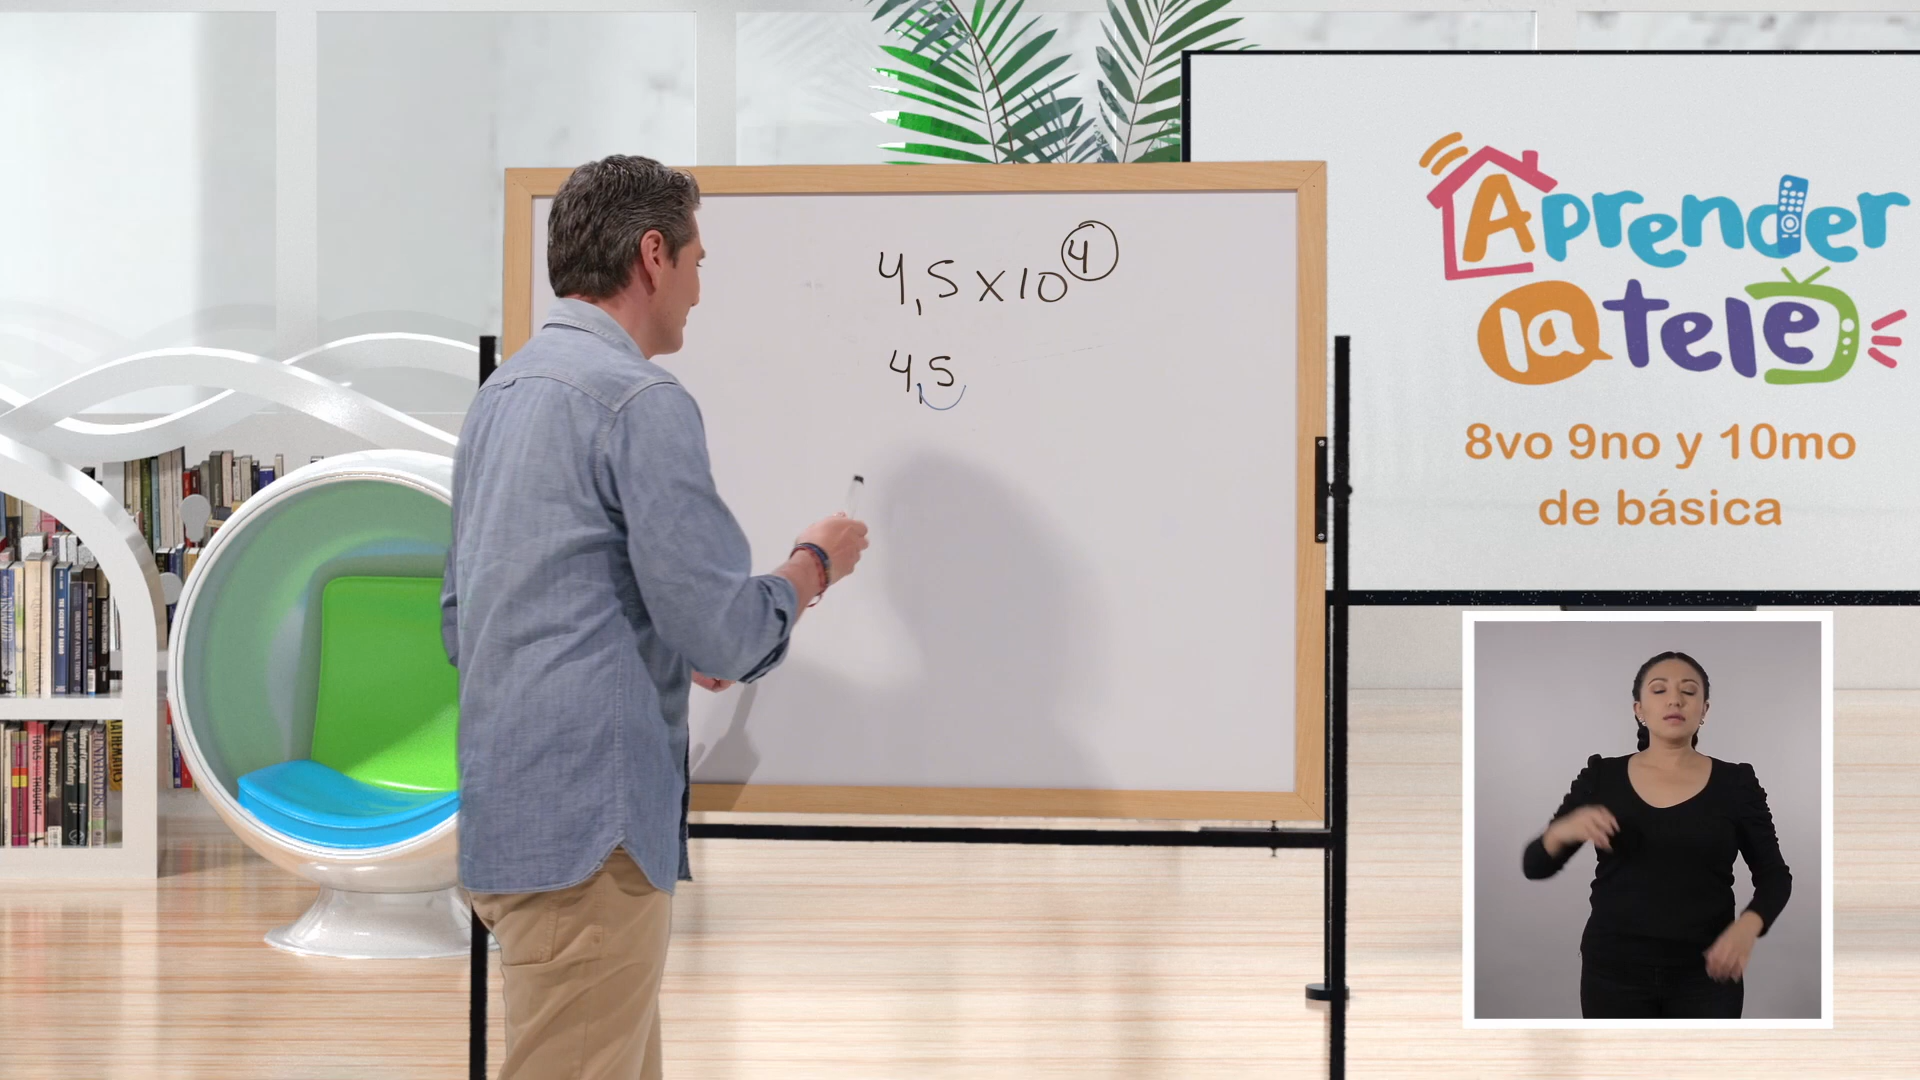 4,5 x 10⁴
4,5
Aprender
la tele
8vo 9no y 10mo
de básica